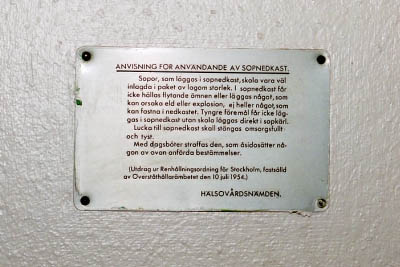 ANVISNING FÖR ANVÄNDANDE AV SOPNEDKAST.
Sopor, som läggas i sopnedkast, skola vara väl
inlagda i paket av lagom storlek. I sopnedkast får
icke hällas flytande ämnen eller läggas något, som
kan orsaka eld eller explosion, ej heller något, som
kan fastna i nedkastet. Tyngre föremål får icke läg-
gas i sopnedkast utan skola läggas direkt i sopkärl.
Lucka till sopnedkast skall stängas omsorgsfullt
och tyst.
Med dagsböter straffas den, som åsidosätter nå-
gon av ovan anförda bestämmelser.
(Utdrag ur Renhållningsordning för Stockholm, fastställd
av Överståthållarämbetet den 10 juli 1954.)
HÄLSOVÅRDSNÄMDEN.